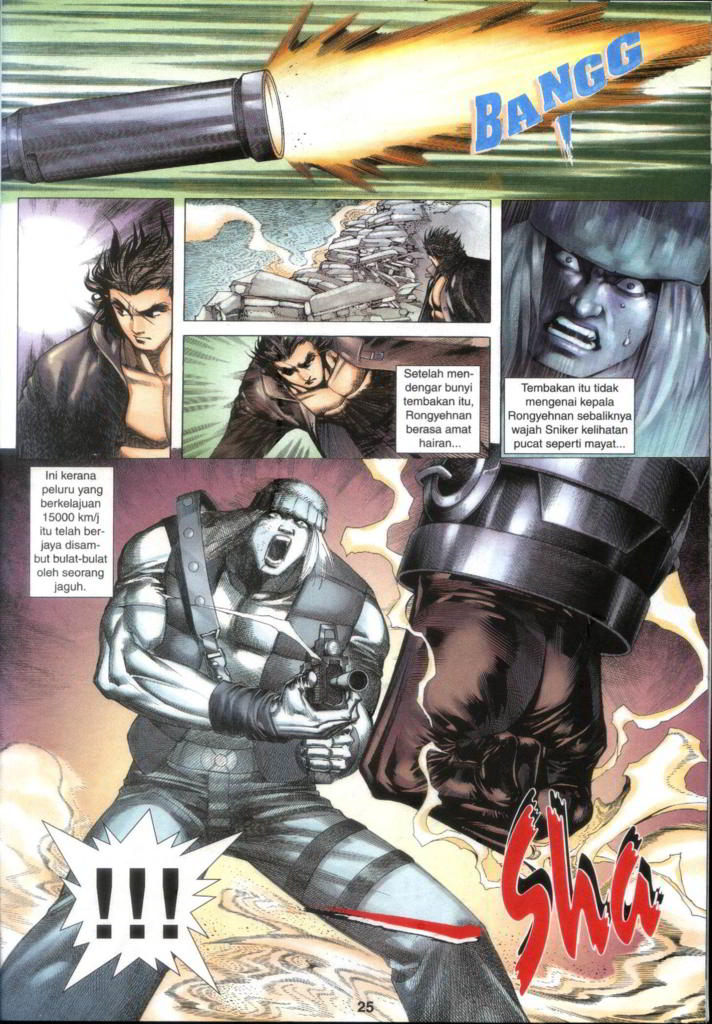 BANGG
!
Setelah men-
dengar bunyi
tembakan itu,
Rongyehnan
berasa amat
hairan...
Tembakan itu tidak
mengenai kepala
Rongyehnan sebaliknya
wajah Sniker kelihatan
pucat seperti mayat...
Ini kerana
peluru yang
berkelajuan
15000 km/j
itu telah ber-
jaya disam-
but bulat-bulat
oleh seorang
jaguh.
!!!
Sha
25